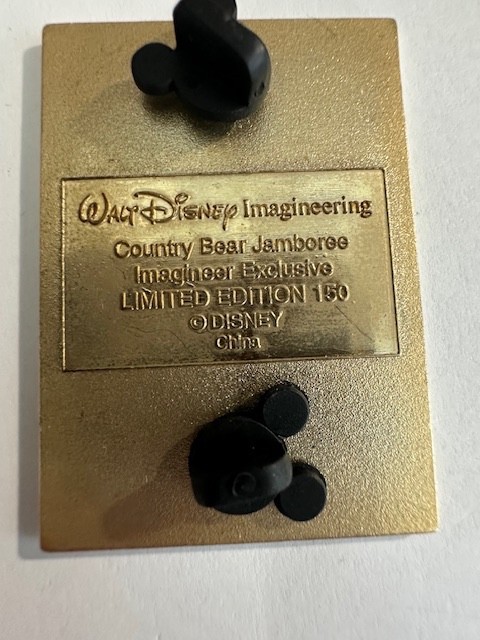 Walt Disney Imagineering
Country Bear Jamboree
Imagineer Exclusive
LIMITED EDITION 150
©DISNEY
China